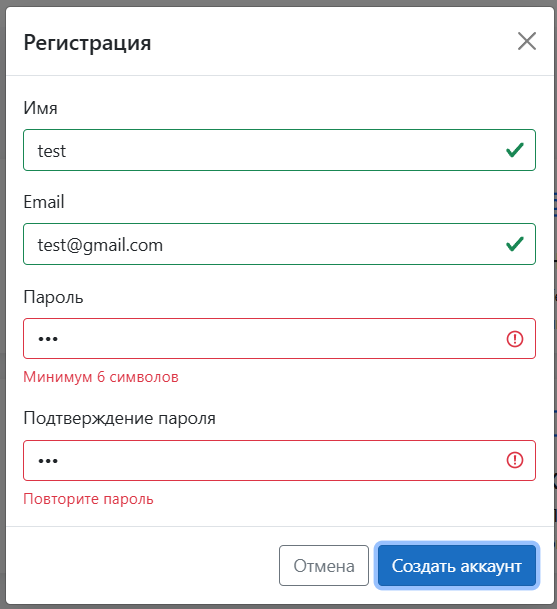 Регистрация
Имя
test
Email
test@gmail.com
Пароль
•••
Минимум 6 символов
Подтверждение пароля
•••
Повторите пароль
Отмена
Создать аккаунт